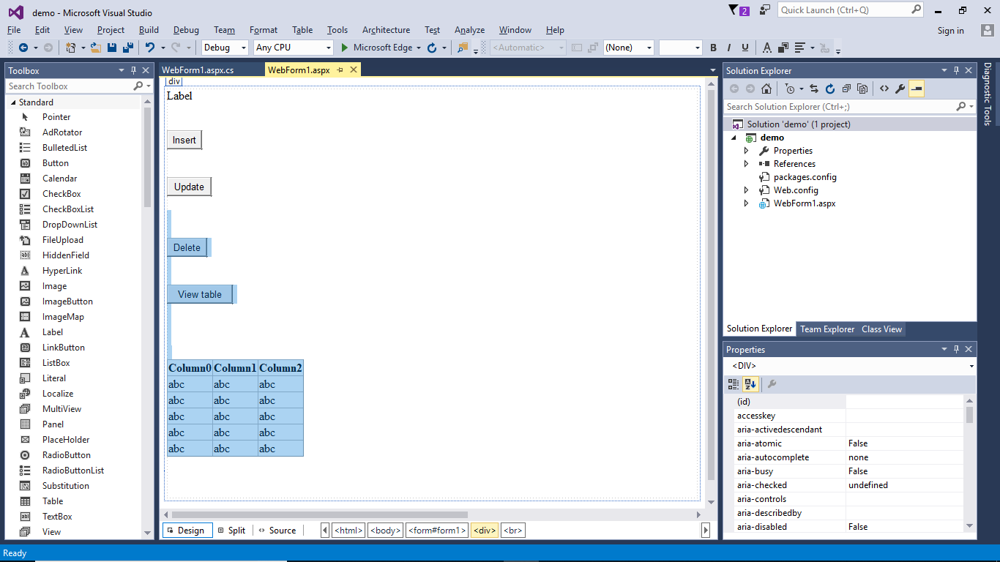 demo - Microsoft Visual Studio
2
Quick Launch (Ctrl+Q)
File Edit View Project Build Debug Team Format Table Tools Architecture Test Analyze Window Help
Sign in
Debug Any CPU Microsoft Edge <Automatic> (None) B I U A
Toolbox
Search Toolbox
Standard
Pointer
AdRotator
BulletedList
Button
Calendar
CheckBox
CheckBoxList
DropDownList
FileUpload
HiddenField
HyperLink
Image
ImageButton
ImageMap
Label
LinkButton
ListBox
Literal
Localize
MultiView
Panel
PlaceHolder
RadioButton
RadioButtonList
Substitution
Table
TextBox
View
WebForm1.aspx.cs WebForm1.aspx
div
Label
Insert
Update
Delete
View table
Column0 Column1 Column2
abc abc abc
abc abc abc
abc abc abc
abc abc abc
abc abc abc
Design Split Source <html> <body> <form#form1> <div> <br>
Solution Explorer
Search Solution Explorer (Ctrl+;)
Solution 'demo' (1 project)
demo
Properties
References
packages.config
Web.config
WebForm1.aspx
Solution Explorer Team Explorer Class View
Properties
<DIV>
(id)
accesskey
aria-activedescendant
aria-atomic False
aria-autocomplete none
aria-busy False
aria-checked undefined
aria-controls
aria-describedby
aria-disabled False
Diagnostic Tools
Ready